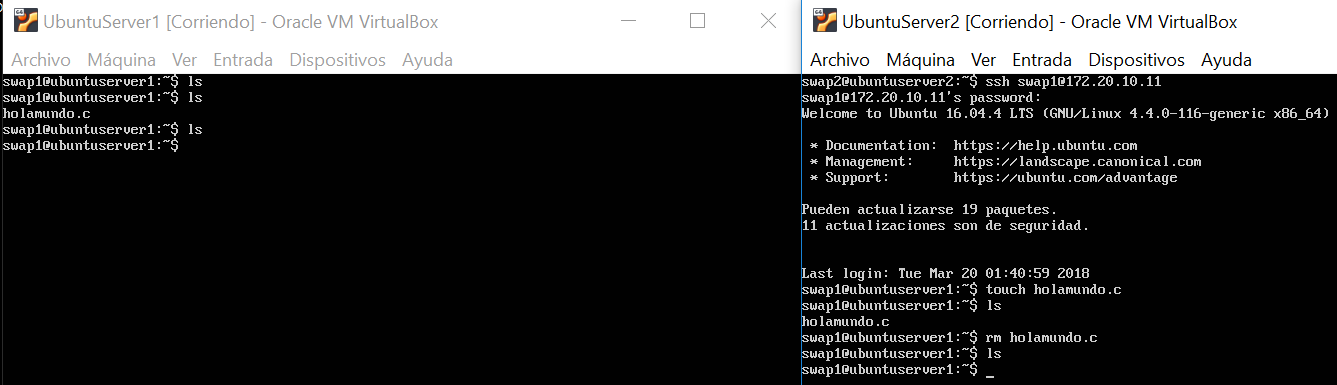 UbuntuServer1 [Corriendo] - Oracle VM VirtualBox
Archivo Máquina Ver Entrada Dispositivos Ayuda
swap1@ubuntuserver1:~$ ls
swap1@ubuntuserver1:~$ ls
holamundo.c
swap1@ubuntuserver1:~$ ls
swap1@ubuntuserver1:~$
UbuntuServer2 [Corriendo] - Oracle VM VirtualBox
Archivo Máquina Ver Entrada Dispositivos Ayuda
swap2@ubuntuserver2:~$ ssh swap1@172.20.10.11
swap1@172.20.10.11's password:
Welcome to Ubuntu 16.04.4 LTS (GNU/Linux 4.4.0-116-generic x86_64)
* Documentation:  https://help.ubuntu.com
* Management:     https://landscape.canonical.com
* Support:        https://ubuntu.com/advantage
Pueden actualizarse 19 paquetes.
11 actualizaciones son de seguridad.
Last login: Tue Mar 20 01:40:59 2018
swap1@ubuntuserver1:~$ touch holamundo.c
swap1@ubuntuserver1:~$ ls
holamundo.c
swap1@ubuntuserver1:~$ rm holamundo.c
swap1@ubuntuserver1:~$ ls
swap1@ubuntuserver1:~$ _